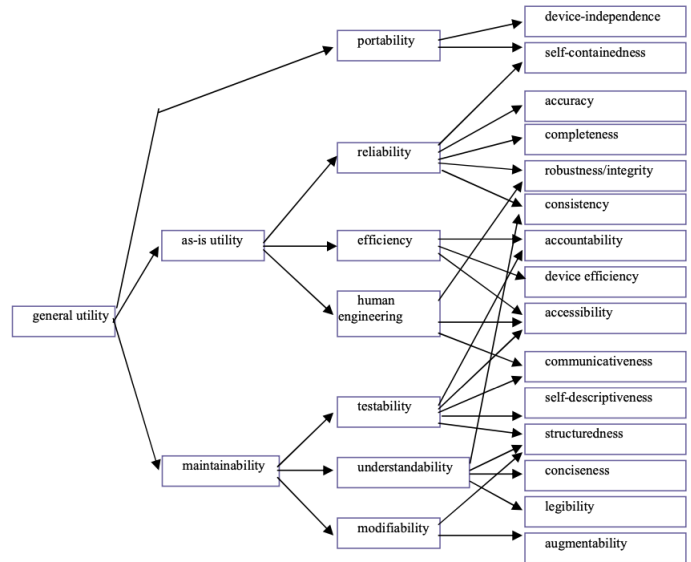 device-independence
portability
self-containedness
accuracy
completeness
reliability
robustness/integrity
consistency
as-is utility
efficiency
accountability
device efficiency
human
engineering
accessibility
general utility
communicativeness
testability
self-descriptiveness
structuredness
maintainability
understandability
conciseness
legibility
modifiability
augmentability